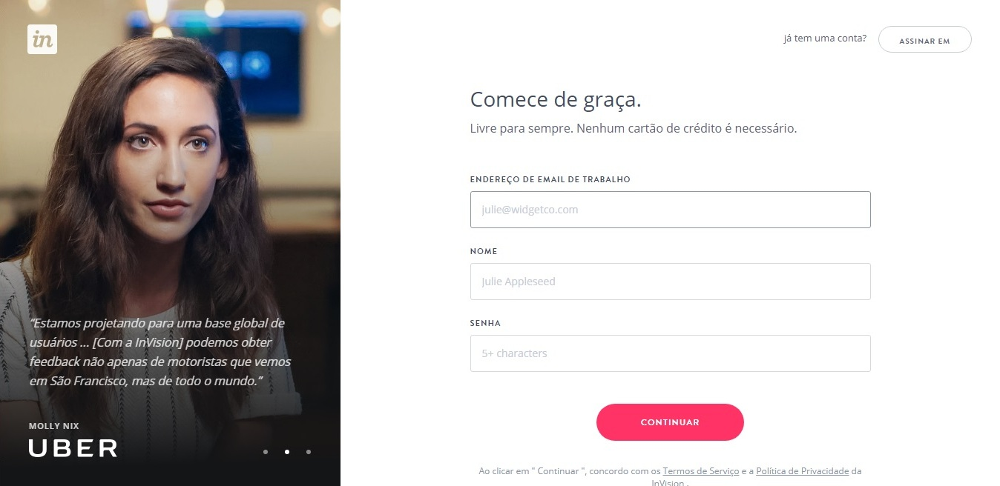 in
“Estamos projetando para uma base global de
usuários ... [Com a InVision] podemos obter
feedback não apenas de motoristas que vemos
em São Francisco, mas de todo o mundo.”
MOLLY NIX
UBER
já tem uma conta?
ASSINAR EM
Comece de graça.
Livre para sempre. Nenhum cartão de crédito é necessário.
ENDEREÇO DE EMAIL DE TRABALHO
julie@widgetco.com
NOME
Julie Appleseed
SENHA
5+ characters
CONTINUAR
Ao clicar em " Continuar ", concordo com os Termos de Serviço e a Política de Privacidade da
InVision .